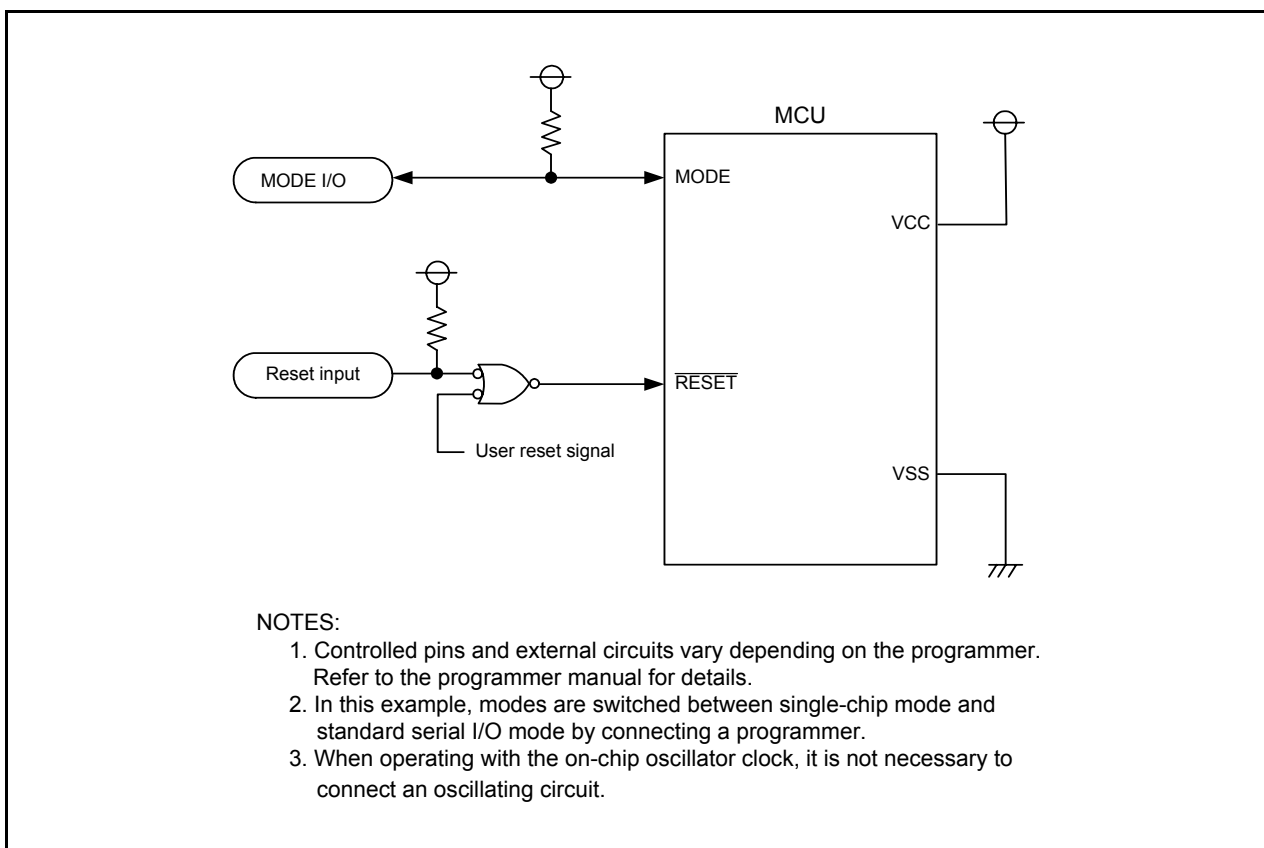 MCU
MODE I/O
MODE
VCC
Reset input
RESET
User reset signal
VSS
NOTES:
1. Controlled pins and external circuits vary depending on the programmer.
Refer to the programmer manual for details.
2. In this example, modes are switched between single-chip mode and
standard serial I/O mode by connecting a programmer.
3. When operating with the on-chip oscillator clock, it is not necessary to
connect an oscillating circuit.